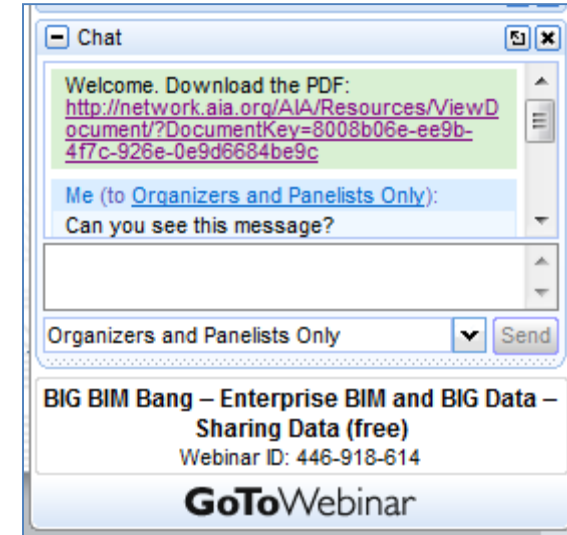 Chat
Welcome. Download the PDF:
http://network.aia.org/AIA/Resources/ViewD
ocument/?DocumentKey=8008b06e-ee9b-
4f7c-926e-0e9d6684be9c
Me (to Organizers and Panelists Only):
Can you see this message?
Organizers and Panelists Only
Send
BIG BIM Bang – Enterprise BIM and BIG Data –
Sharing Data (free)
Webinar ID: 446-918-614
GoToWebinar